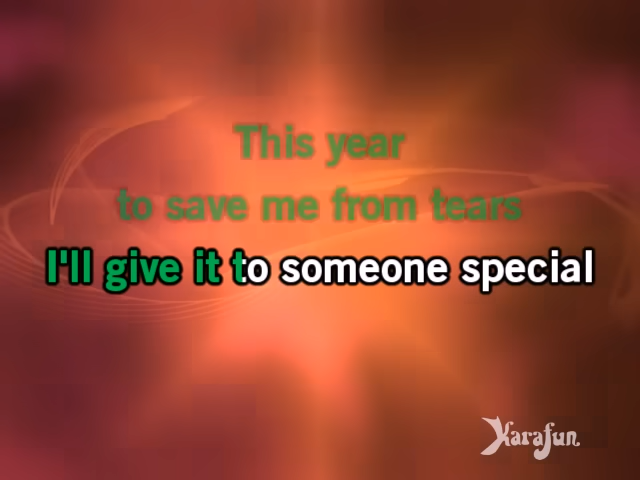 This year
to save me from tears
I'll give it to someone special
Karafun